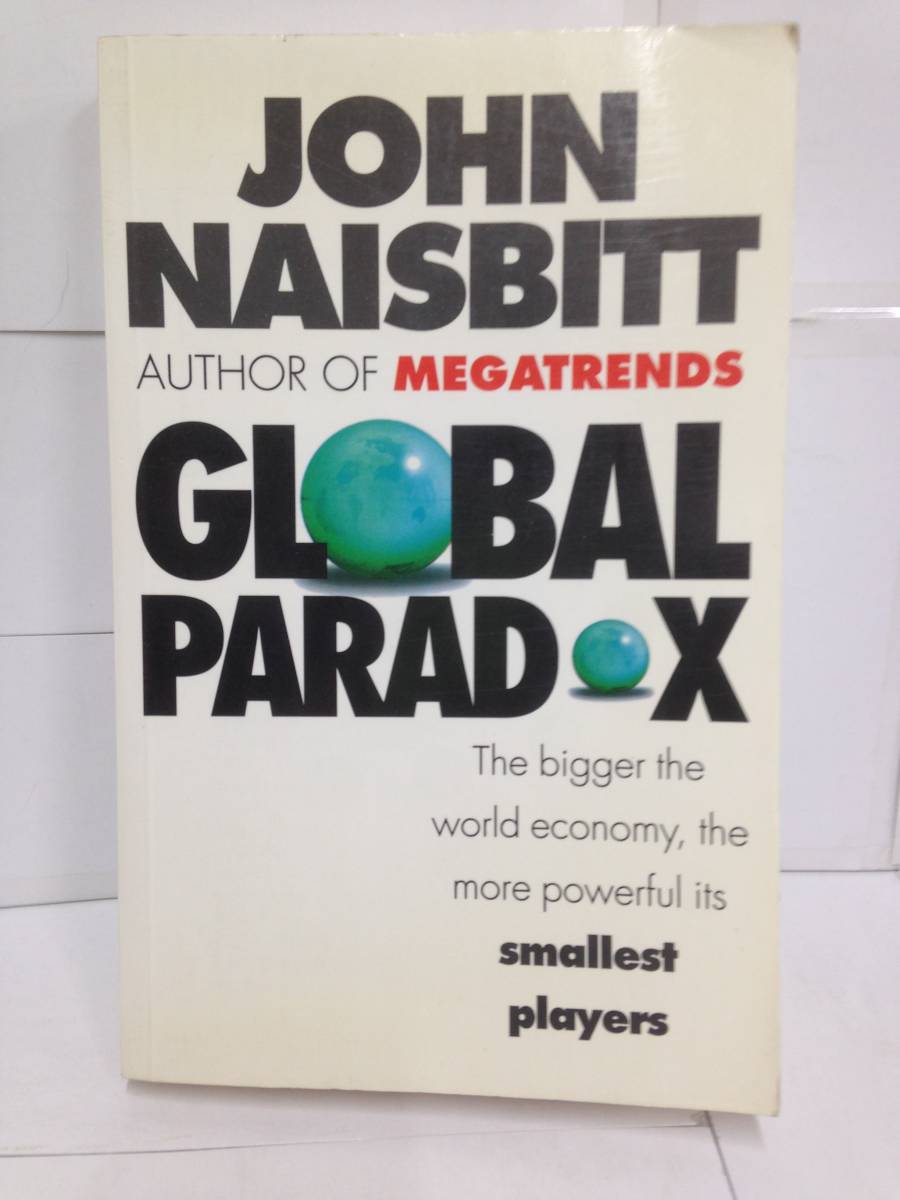 JOHN
NAISBITT
AUTHOR OF MEGATRENDS
GLOBAL
PARADOX
The bigger the
world economy, the
more powerful its
smallest
players